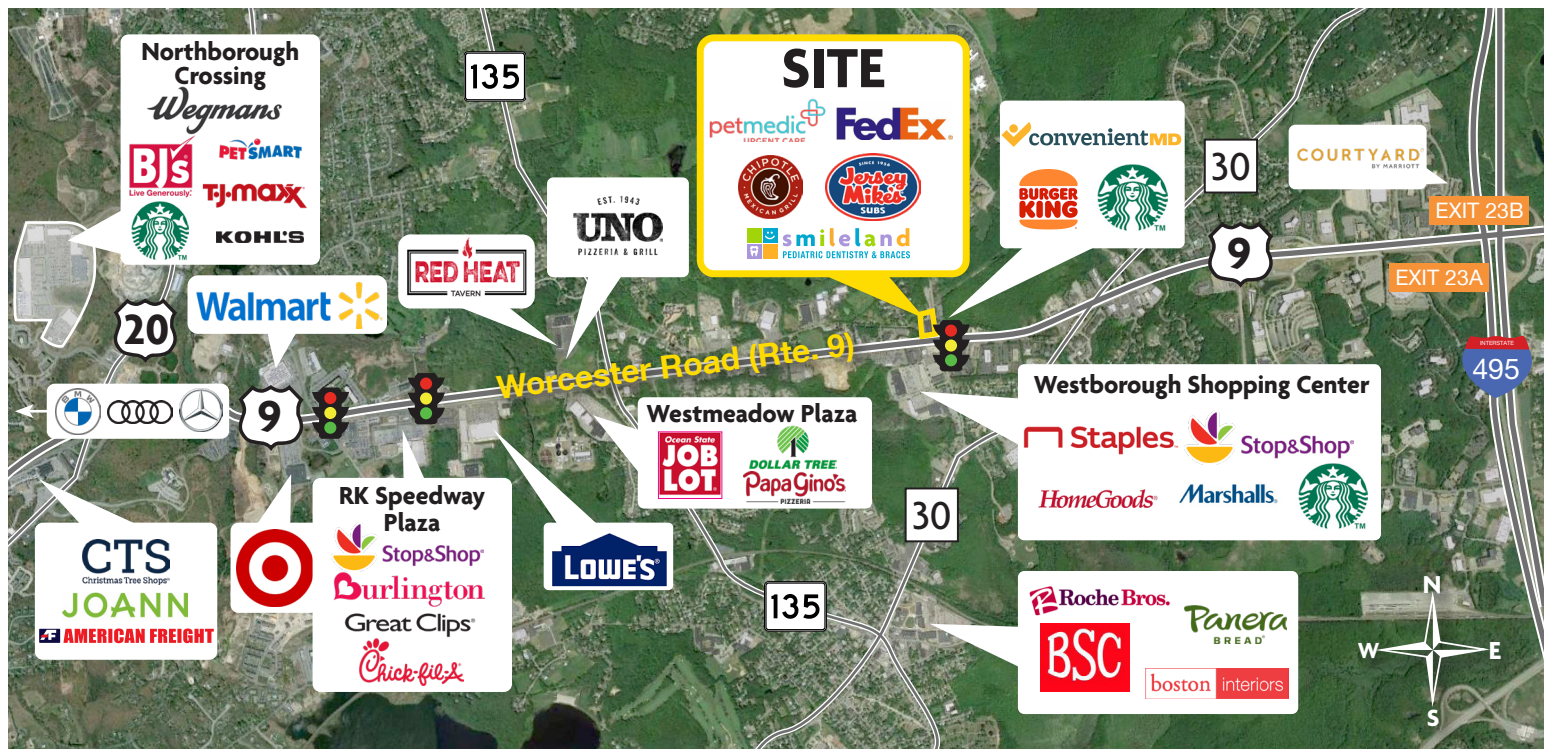 Northborough
Crossing
Wegmans
BJ's
Live Generously.®
PETSMART
T•J•maxx
™
KOHL'S
20
135
SITE
petmedic
URGENT CARE
FedEx®
CHIPOTLE
MEXICAN GRILL
SINCE 1956
Jersey
Mike's
SUBS
smileland
PEDIATRIC DENTISTRY & BRACES
convenientMD
BURGER
KING
™
30
COURTYARD®
BY MARRIOTT
EXIT 23B
9
EXIT 23A
INTERSTATE
495
EST. 1943
UNO®
PIZZERIA & GRILL
RED HEAT
TAVERN
Walmart
Worcester Road (Rte. 9)
BMW
9
Westmeadow Plaza
Ocean State
JOB
LOT®
DOLLAR TREE
Papa Gino's
PIZZERIA
Westborough Shopping Center
Staples
Stop&Shop®
HomeGoods®
Marshalls®
™
30
CTS
Christmas Tree Shops®
JOANN
AF AMERICAN FREIGHT
RK Speedway
Plaza
Stop&Shop®
Burlington
Great Clips®
Chick-fil-A
LOWE'S®
135
Roche Bros.
Panera
BREAD®
BSC
boston interiors
N
W E
S